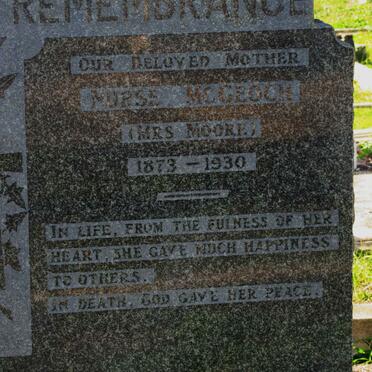 REMEMBRANCE
OUR BELOVED MOTHER
NURSE McGEOCH
(MRS MOORE)
1873 — 1930
IN LIFE, FROM THE FULNESS OF HER
HEART, SHE GAVE MUCH HAPPINESS
TO OTHERS.
IN DEATH, GOD GAVE HER PEACE.